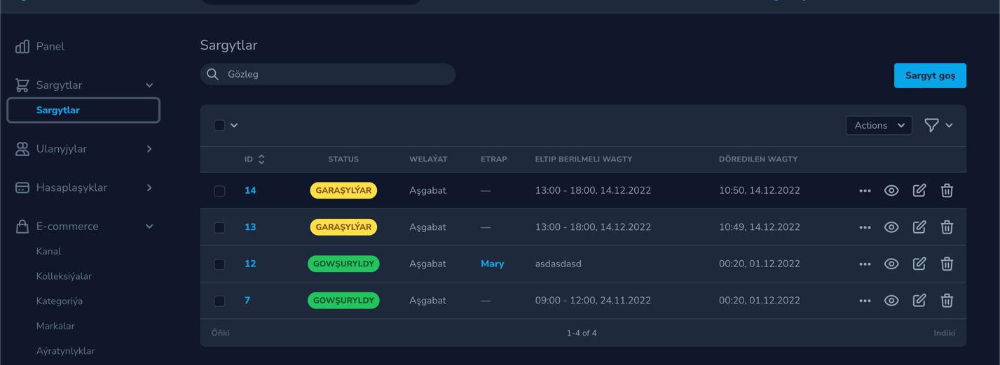 Panel
Sargytlar
Sargytlar
Ulanyjylar
Hasaplaşyklar
E-commerce
Kanal
Kolleksiýalar
Kategoriýa
Markalar
Aýratynlyklar
Sargytlar
Gözleg
Sargyt goş
Actions
ID STATUS WELAÝAT ETRAP ELTIP BERILMELI WAGTY DÖREDILEN WAGTY
14 GARAŞYLÝAR Aşgabat — 13:00 - 18:00, 14.12.2022 10:50, 14.12.2022
13 GARAŞYLÝAR Aşgabat — 13:00 - 18:00, 14.12.2022 10:49, 14.12.2022
12 GOWŞURYLDY Aşgabat Mary asdasdasd 00:20, 01.12.2022
7 GOWŞURYLDY Aşgabat — 09:00 - 12:00, 24.11.2022 00:20, 01.12.2022
Öňki 1-4 of 4 Indiki